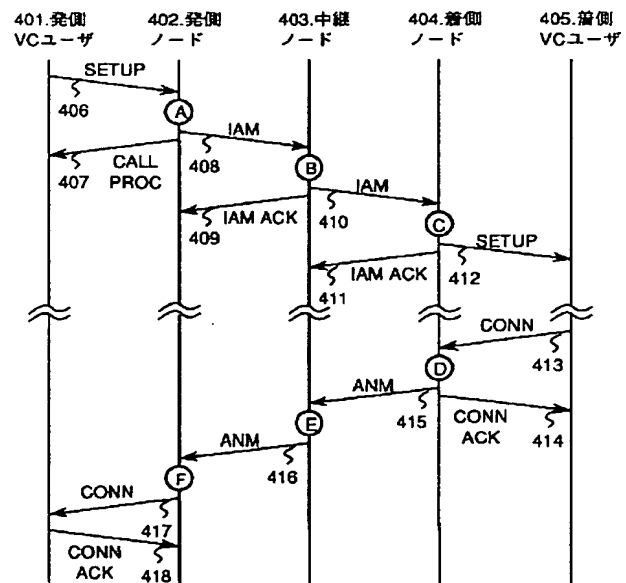 401.発側
VCユーザ
402.発側
ノード
403.中継
ノード
404.着側
ノード
405.着側
VCユーザ
SETUP
406
A
IAM
408
CALL
PROC
407
B
IAM
410
IAM ACK
409
C
SETUP
412
IAM ACK
411
CONN
413
D
ANM
415
CONN
ACK
414
E
ANM
416
F
CONN
417
CONN
ACK
418